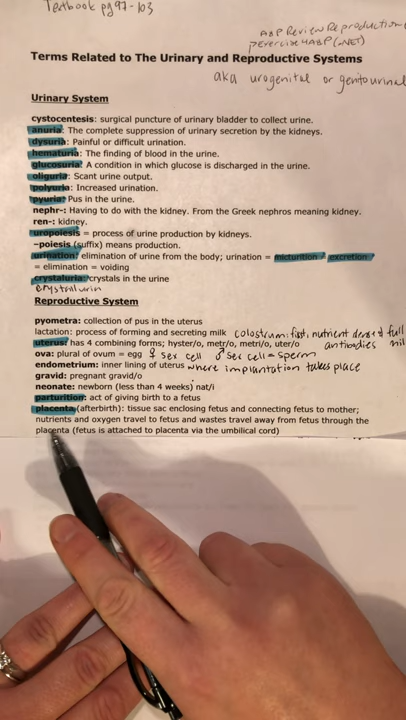 Textbook pg 97-103
ABP Review Reproduction
Terms Related to The Urinary and Reproductive Systems
aka urogenital or genitourinal
Urinary System
cystocentesis: surgical puncture of urinary bladder to collect urine.
anuria: The complete suppression of urinary secretion by the kidneys.
dysuria: Painful or difficult urination.
hematuria: The finding of blood in the urine.
glucosuria: A condition in which glucose is discharged in the urine.
oliguria: Scant urine output.
polyuria: Increased urination.
pyuria: Pus in the urine.
nephr-: Having to do with the kidney. From the Greek nephros meaning kidney.
ren-: kidney.
uropoiesis = process of urine production by kidneys.
–poiesis (suffix) means production.
urination: elimination of urine from the body; urination = micturition / excretion
= elimination = voiding
crystaluria: crystals in the urine
Reproductive System
pyometra: collection of pus in the uterus
lactation: process of forming and secreting milk colostrum: first, nutrient dense + full
uterus: has 4 combining forms; hyster/o, metr/o, metri/o, uter/o antibodies mil
ova: plural of ovum = egg ♀ sex cell ♂ sex cell = sperm
endometrium: inner lining of uterus where implantation takes place
gravid: pregnant gravid/o
neonate: newborn (less than 4 weeks) nat/i
parturition: act of giving birth to a fetus
placenta (afterbirth): tissue sac enclosing fetus and connecting fetus to mother;
nutrients and oxygen travel to fetus and wastes travel away from fetus through the
placenta (fetus is attached to placenta via the umbilical cord)